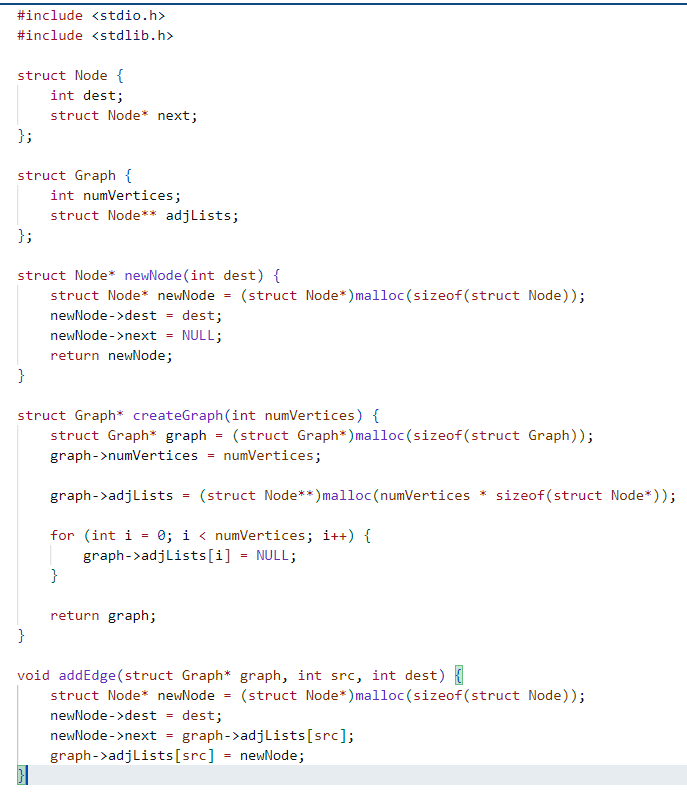 #include <stdio.h>
#include <stdlib.h>

struct Node {
    int dest;
    struct Node* next;
};

struct Graph {
    int numVertices;
    struct Node** adjLists;
};

struct Node* newNode(int dest) {
    struct Node* newNode = (struct Node*)malloc(sizeof(struct Node));
    newNode->dest = dest;
    newNode->next = NULL;
    return newNode;
}

struct Graph* createGraph(int numVertices) {
    struct Graph* graph = (struct Graph*)malloc(sizeof(struct Graph));
    graph->numVertices = numVertices;

    graph->adjLists = (struct Node**)malloc(numVertices * sizeof(struct Node*));

    for (int i = 0; i < numVertices; i++) {
        graph->adjLists[i] = NULL;
    }

    return graph;
}

void addEdge(struct Graph* graph, int src, int dest) {
    struct Node* newNode = (struct Node*)malloc(sizeof(struct Node));
    newNode->dest = dest;
    newNode->next = graph->adjLists[src];
    graph->adjLists[src] = newNode;
}